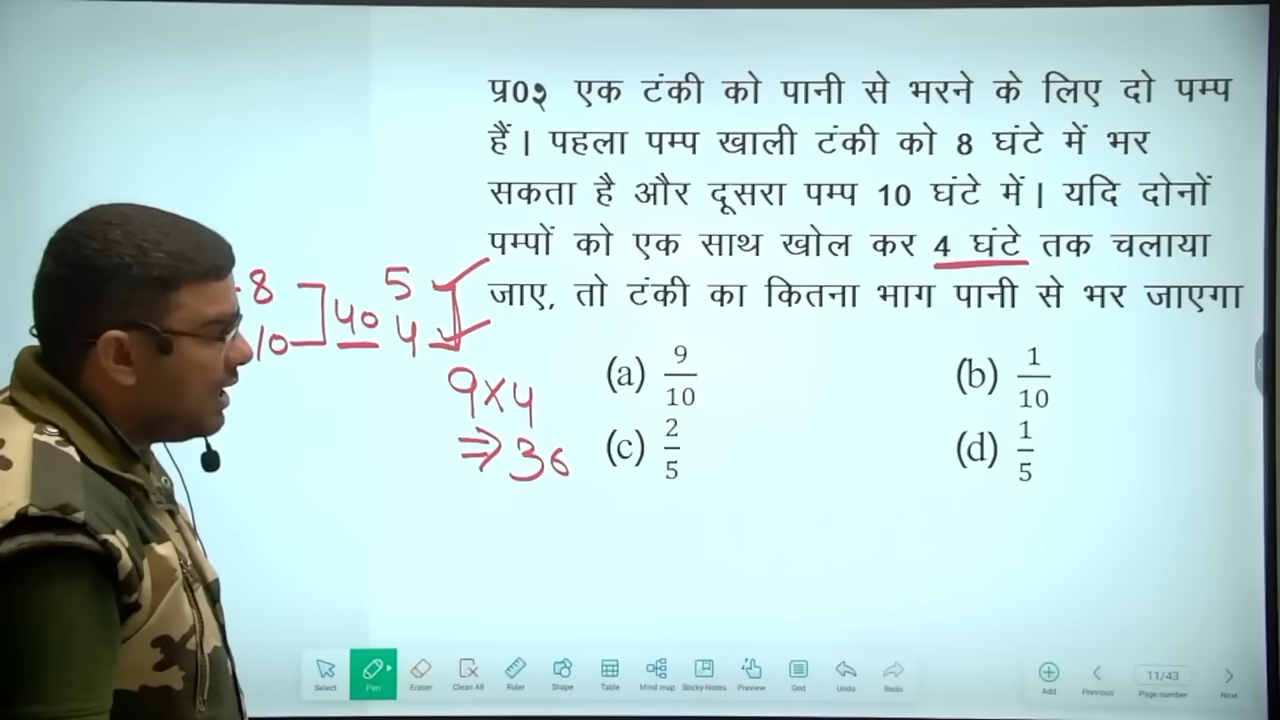 प्र0२ एक टंकी को पानी से भरने के लिए दो पम्प
हैं। पहला पम्प खाली टंकी को 8 घंटे में भर
सकता है और दूसरा पम्प 10 घंटे में। यदि दोनों
पम्पों को एक साथ खोल कर 4 घंटे तक चलाया
जाए, तो टंकी का कितना भाग पानी से भर जाएगा
(a) 9/10 (b) 1/10
(c) 2/5 (d) 1/5
8 5
40
10 4
9×4
⇒36
Select Pen Eraser Clean All Ruler Shape Table Mind map Sticky Notes Preview Grid Undo Redo Add Previous 11/43 Page number Next